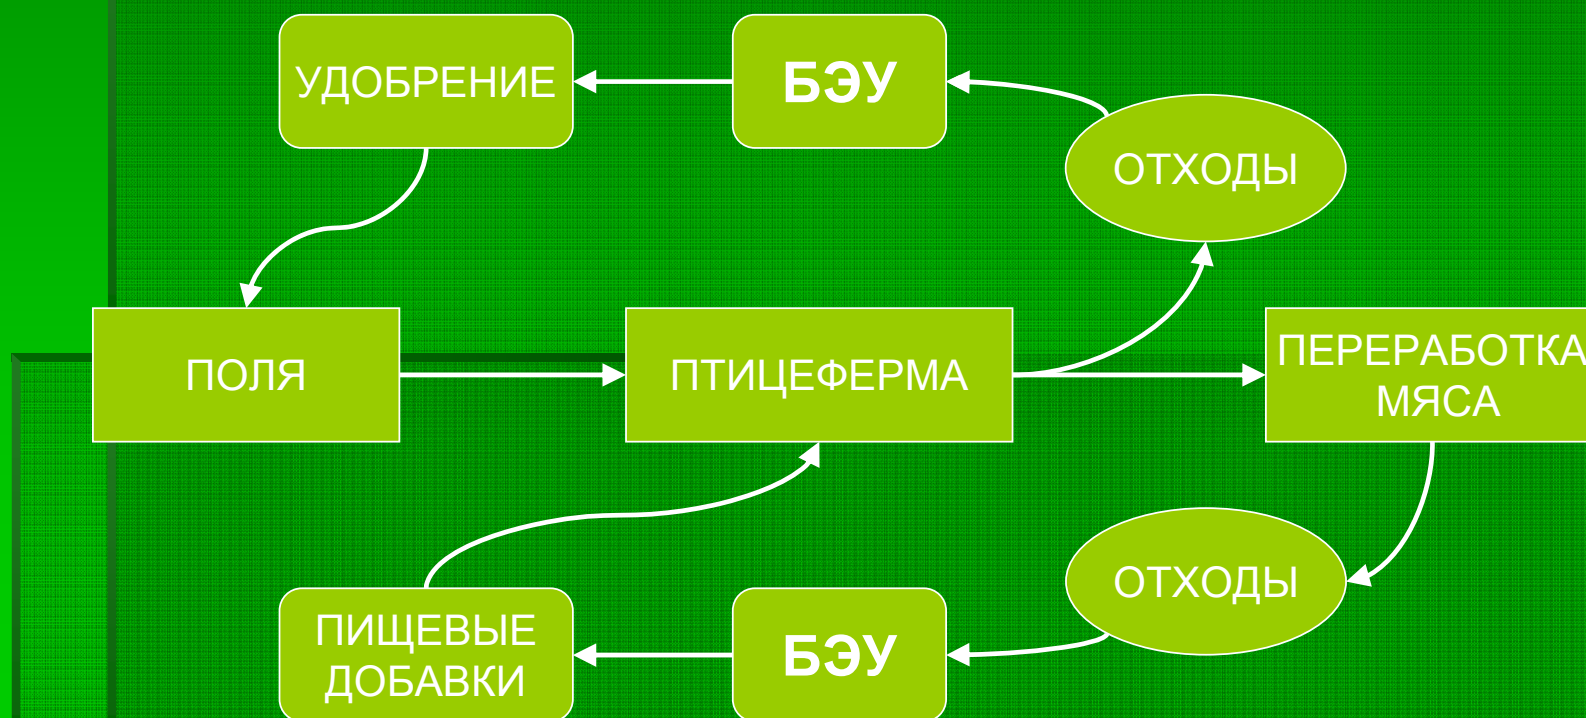 УДОБРЕНИЕ
БЭУ
ОТХОДЫ
ПОЛЯ
ПТИЦЕФЕРМА
ПЕРЕРАБОТКА
МЯСА
ОТХОДЫ
ПИЩЕВЫЕ
ДОБАВКИ
БЭУ